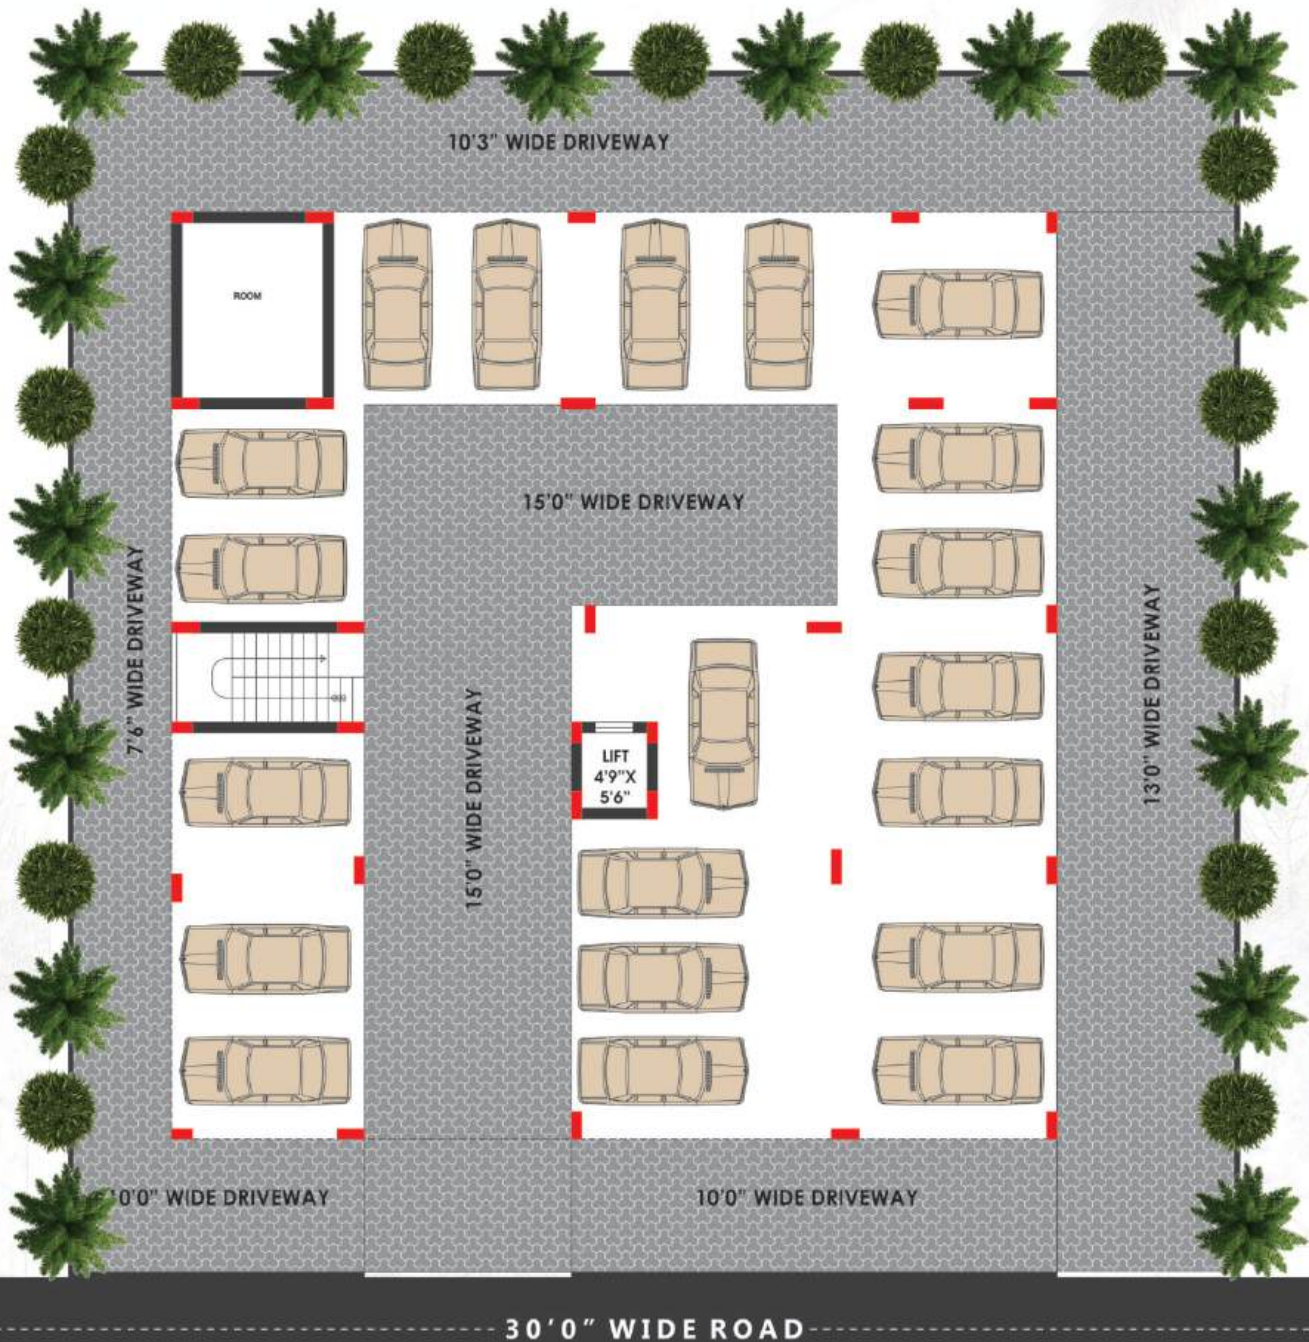 10'3" WIDE DRIVEWAY
ROOM
15'0" WIDE DRIVEWAY
7'6" WIDE DRIVEWAY
15'0" WIDE DRIVEWAY
LIFT
4'9"X
5'6"
13'0" WIDE DRIVEWAY
10'0" WIDE DRIVEWAY
10'0" WIDE DRIVEWAY
30'0" WIDE ROAD